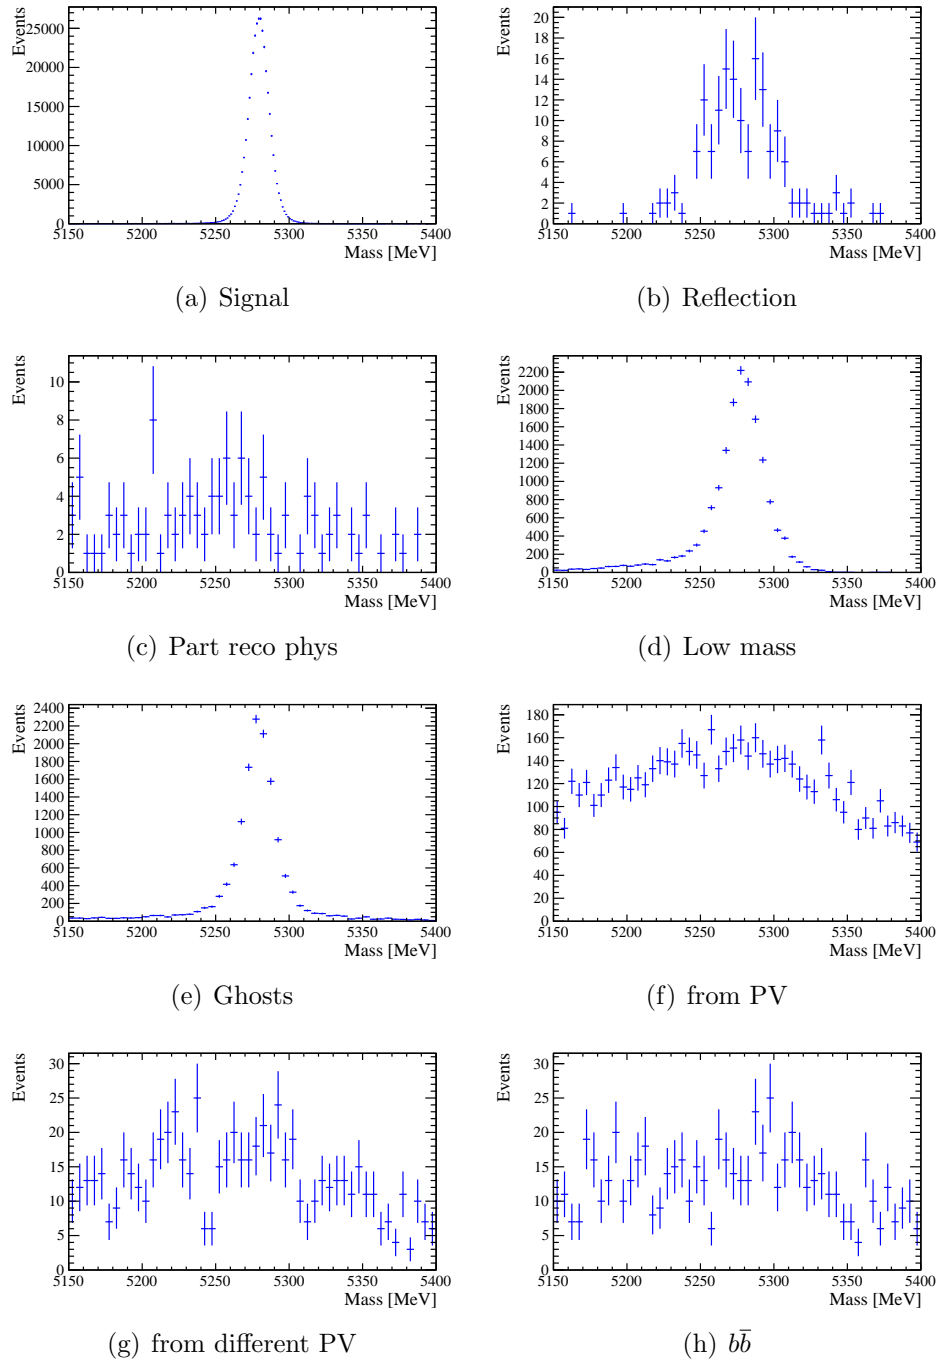 Events
25000
20000
15000
10000
5000
0
5150 5200 5250 5300 5350 5400
Mass [MeV]
(a) Signal
Events
20
18
16
14
12
10
8
6
4
2
0
5150 5200 5250 5300 5350 5400
Mass [MeV]
(b) Reflection
Events
10
8
6
4
2
0
5150 5200 5250 5300 5350 5400
Mass [MeV]
(c) Part reco phys
Events
2200
2000
1800
1600
1400
1200
1000
800
600
400
200
0
5150 5200 5250 5300 5350 5400
Mass [MeV]
(d) Low mass
Events
2400
2200
2000
1800
1600
1400
1200
1000
800
600
400
200
0
5150 5200 5250 5300 5350 5400
Mass [MeV]
(e) Ghosts
Events
180
160
140
120
100
80
60
40
20
0
5150 5200 5250 5300 5350 5400
Mass [MeV]
(f) from PV
Events
30
25
20
15
10
5
0
5150 5200 5250 5300 5350 5400
Mass [MeV]
(g) from different PV
Events
30
25
20
15
10
5
0
5150 5200 5250 5300 5350 5400
Mass [MeV]
(h) bb̄